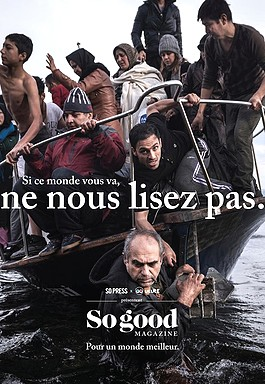 Si ce monde vous va,
ne nous lisez pas.
SO PRESS
présentent
So good
MAGAZINE
Pour un monde meilleur.